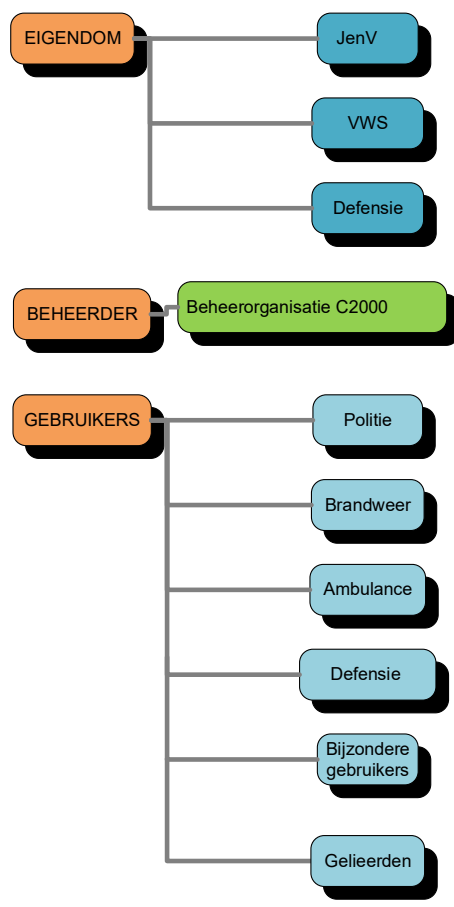 EIGENDOM
JenV
VWS
Defensie
BEHEERDER
Beheerorganisatie C2000
GEBRUIKERS
Politie
Brandweer
Ambulance
Defensie
Bijzondere
gebruikers
Gelieerden